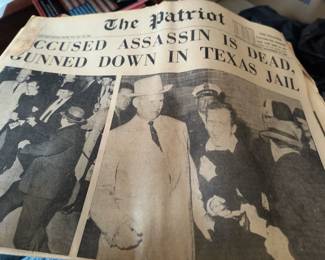 The Patriot
CCUSED ASSASSIN IS DEAD,
GUNNED DOWN IN TEXAS JAIL